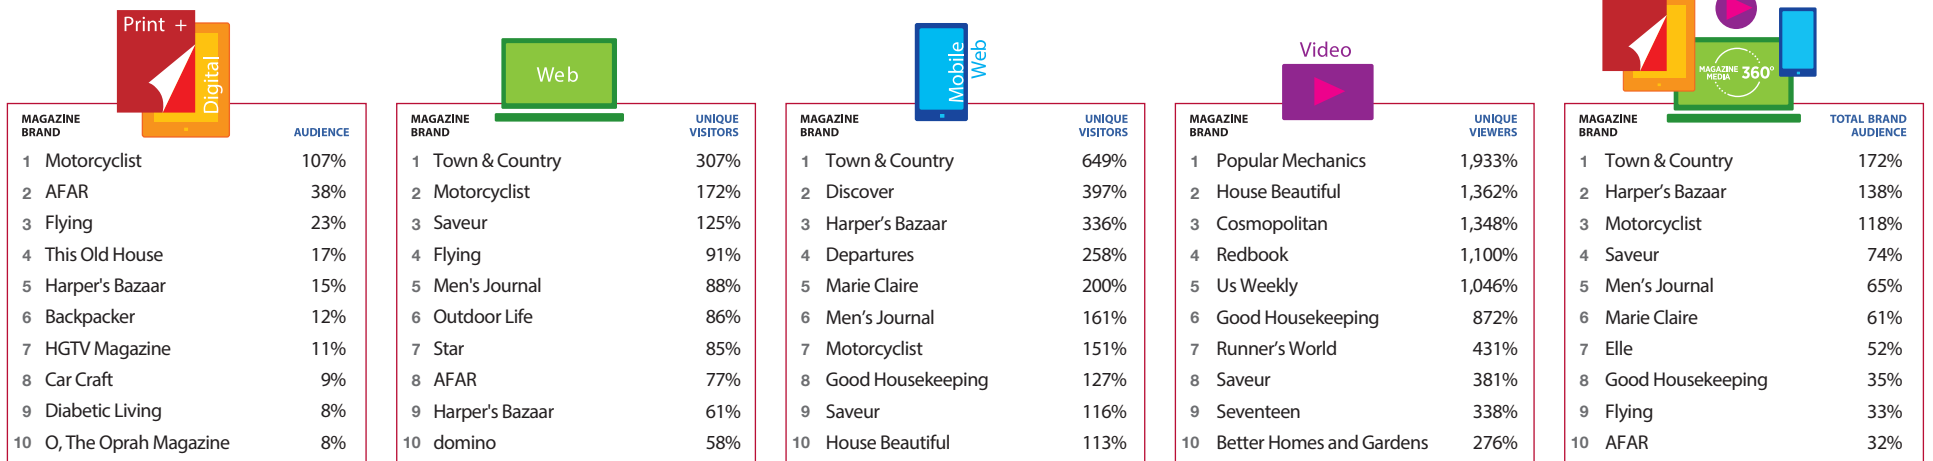 Print +
Digital
MAGAZINE
BRAND
AUDIENCE
1 Motorcyclist 107%
2 AFAR 38%
3 Flying 23%
4 This Old House 17%
5 Harper's Bazaar 15%
6 Backpacker 12%
7 HGTV Magazine 11%
8 Car Craft 9%
9 Diabetic Living 8%
10 O, The Oprah Magazine 8%
Web
MAGAZINE
BRAND
UNIQUE
VISITORS
1 Town & Country 307%
2 Motorcyclist 172%
3 Saveur 125%
4 Flying 91%
5 Men's Journal 88%
6 Outdoor Life 86%
7 Star 85%
8 AFAR 77%
9 Harper's Bazaar 61%
10 domino 58%
Mobile
Web
MAGAZINE
BRAND
UNIQUE
VISITORS
1 Town & Country 649%
2 Discover 397%
3 Harper’s Bazaar 336%
4 Departures 258%
5 Marie Claire 200%
6 Men’s Journal 161%
7 Motorcyclist 151%
8 Good Housekeeping 127%
9 Saveur 116%
10 House Beautiful 113%
Video
MAGAZINE
BRAND
UNIQUE
VIEWERS
1 Popular Mechanics 1,933%
2 House Beautiful 1,362%
3 Cosmopolitan 1,348%
4 Redbook 1,100%
5 Us Weekly 1,046%
6 Good Housekeeping 872%
7 Runner’s World 431%
8 Saveur 381%
9 Seventeen 338%
10 Better Homes and Gardens 276%
MAGAZINE
MEDIA 360°
MAGAZINE
BRAND
TOTAL BRAND
AUDIENCE
1 Town & Country 172%
2 Harper’s Bazaar 138%
3 Motorcyclist 118%
4 Saveur 74%
5 Men’s Journal 65%
6 Marie Claire 61%
7 Elle 52%
8 Good Housekeeping 35%
9 Flying 33%
10 AFAR 32%